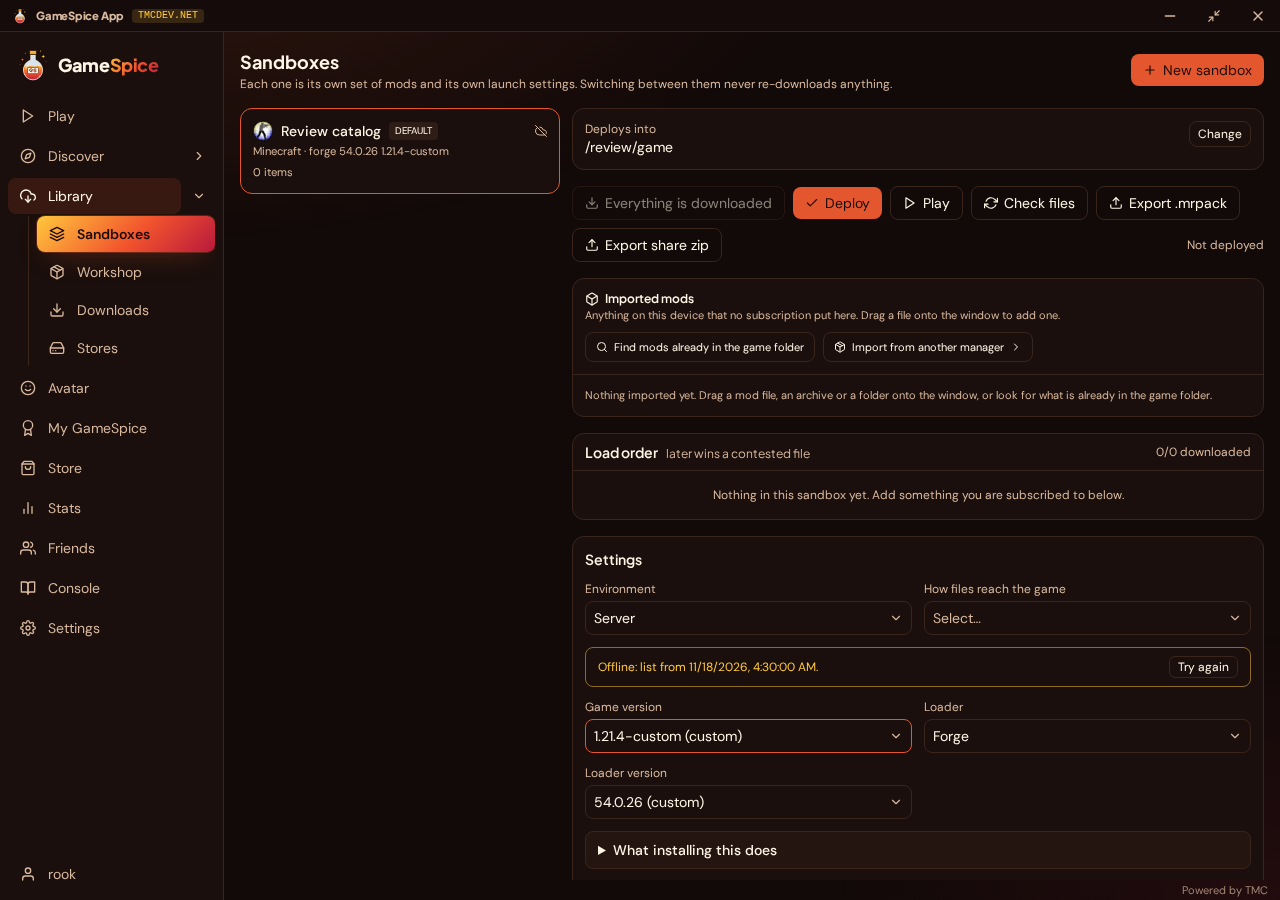 GameSpice App TMCDEV.NET
GameSpice
Play
Discover
Library
Sandboxes
Workshop
Downloads
Stores
Avatar
My GameSpice
Store
Stats
Friends
Console
Settings
rook
Sandboxes
Each one is its own set of mods and its own launch settings. Switching between them never re-downloads anything.
New sandbox
Review catalog DEFAULT
Minecraft · forge 54.0.26 1.21.4-custom
0 items
Deploys into
/review/game
Change
Everything is downloaded Deploy Play Check files Export .mrpack
Export share zip Not deployed
Imported mods
Anything on this device that no subscription put here. Drag a file onto the window to add one.
Find mods already in the game folder Import from another manager
Nothing imported yet. Drag a mod file, an archive or a folder onto the window, or look for what is already in the game folder.
Load order later wins a contested file 0/0 downloaded
Nothing in this sandbox yet. Add something you are subscribed to below.
Settings
Environment How files reach the game
Server Select...
Offline: list from 11/18/2026, 4:30:00 AM. Try again
Game version Loader
1.21.4-custom (custom) Forge
Loader version
54.0.26 (custom)
What installing this does
Powered by TMC